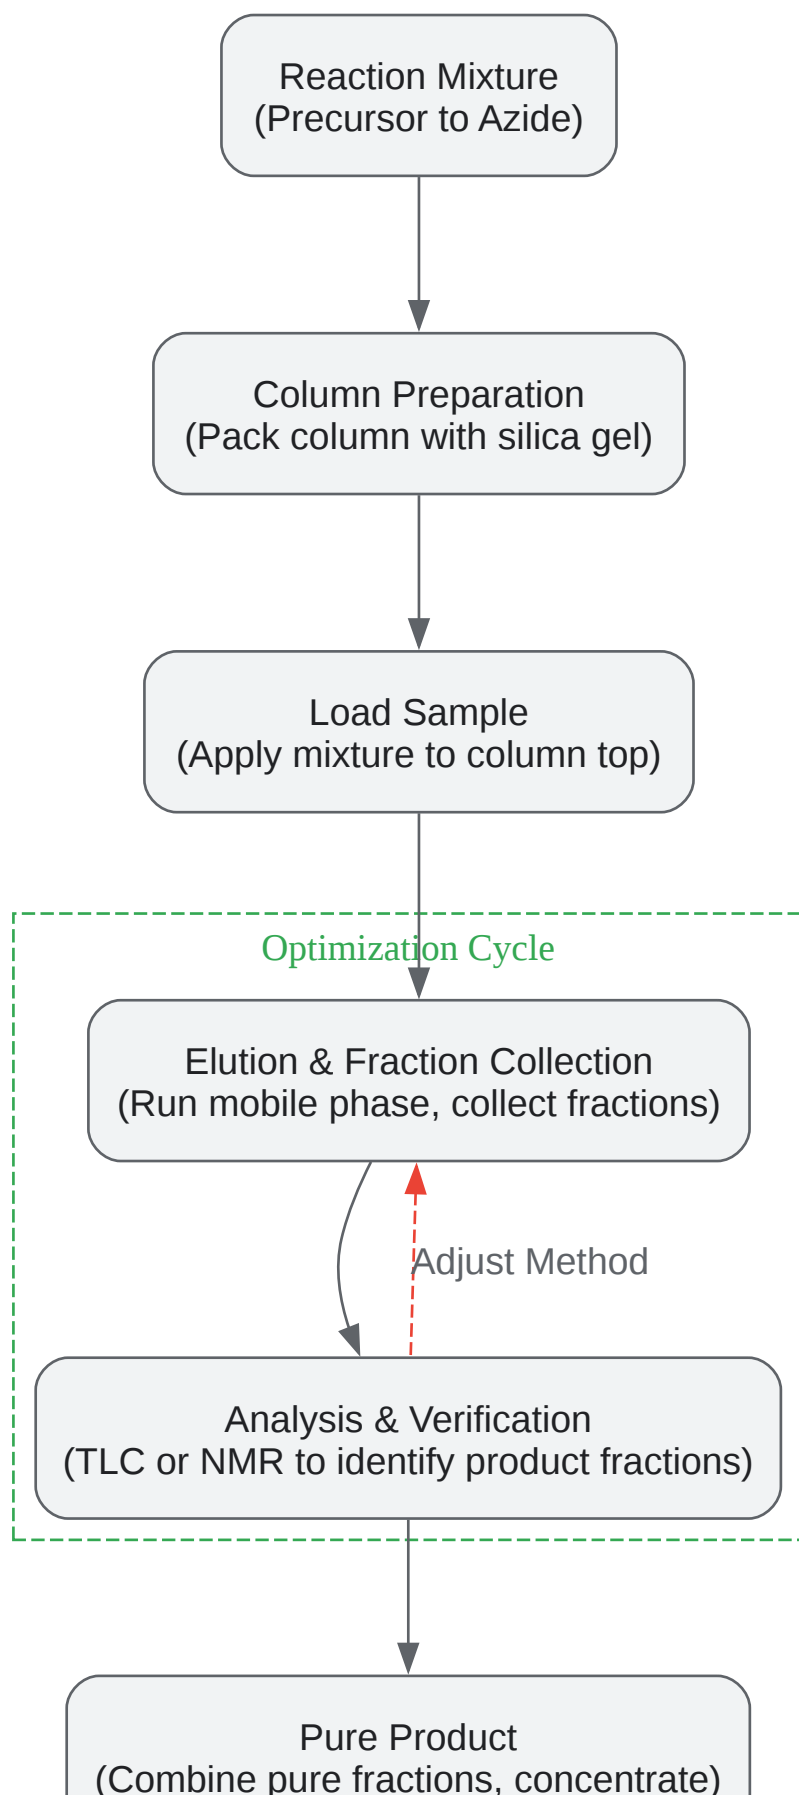 Reaction Mixture
(Precursor to Azide)
Column Preparation
(Pack column with silica gel)
Load Sample
(Apply mixture to column top)
Optimization Cycle
Elution & Fraction Collection
(Run mobile phase, collect fractions)
Adjust Method
Analysis & Verification
(TLC or NMR to identify product fractions)
Pure Product
(Combine pure fractions, concentrate)